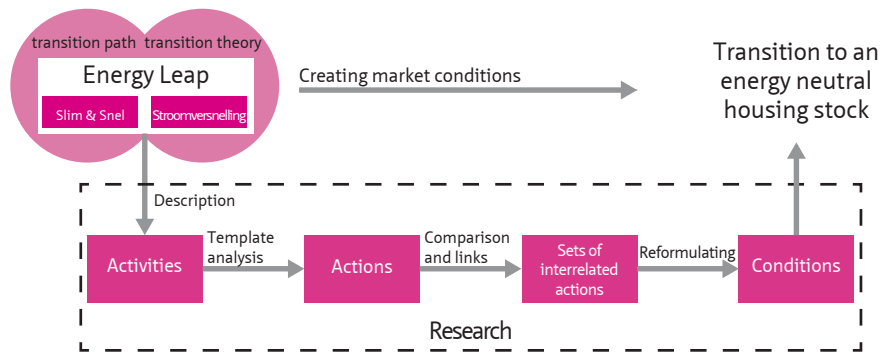 transition path transition theory
Energy Leap
Slim & Snel Stroomversnelling
Creating market conditions
Transition to an
energy neutral
housing stock
Description
Activities
Template
analysis
Actions
Comparison
and links
Sets of
interrelated
actions
Reformulating
Conditions
Research